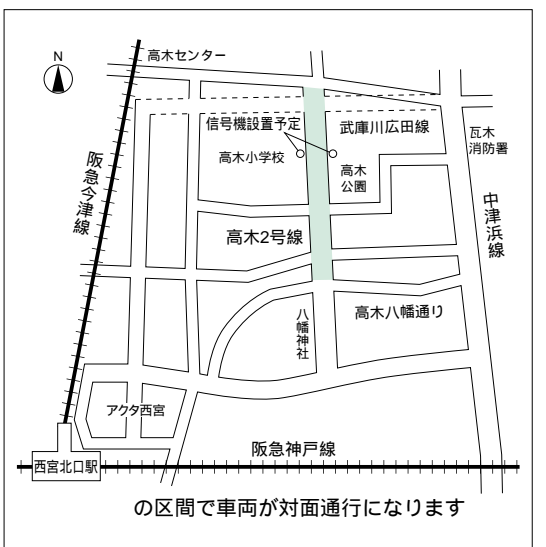 N
高木センター
信号機設置予定
武庫川広田線
瓦木
消防署
高木小学校
高木
公園
阪急今津線
中津浜線
高木2号線
八幡神社
高木八幡通り
アクタ西宮
阪急神戸線
西宮北口駅
の区間で車両が対面通行になります